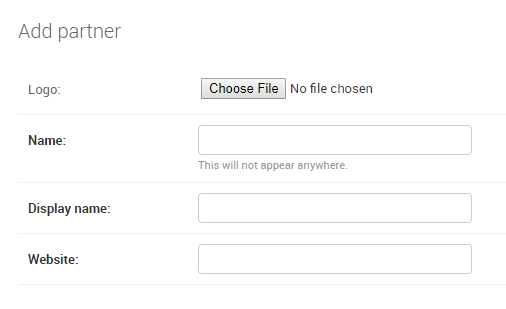 Add partner
Logo: Choose File No file chosen
Name:
This will not appear anywhere.
Display name:
Website: